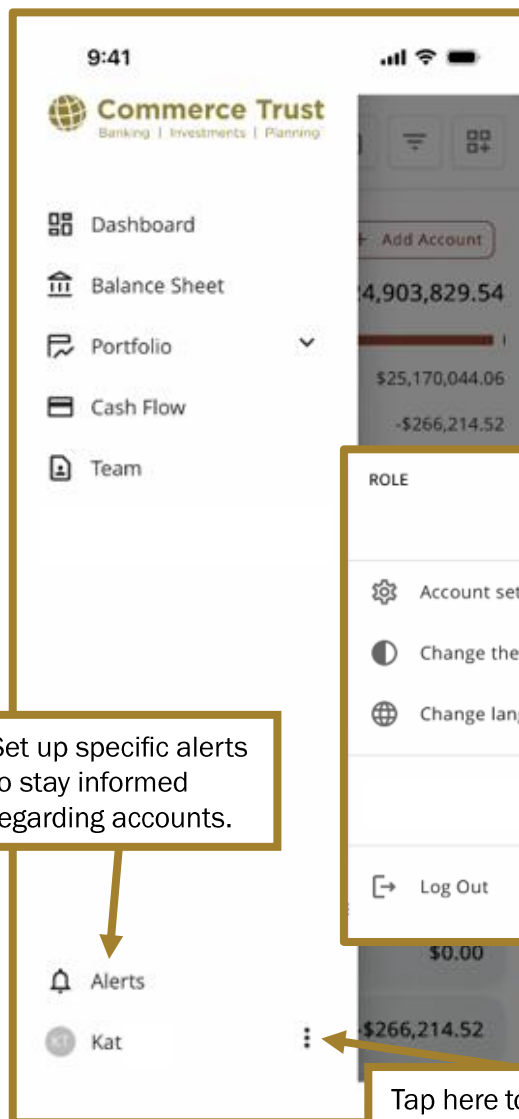 9:41
Commerce Trust
Banking | Investments | Planning
Dashboard
Add Account
Balance Sheet
4,903,829.54
Portfolio
$25,170,044.06
Cash Flow
-$266,214.52
Team
ROLE
Account set
Change the
Change lang
Set up specific alerts
to stay informed
regarding accounts.
Log Out
$0.00
Alerts
KT
Kat
-$266,214.52
Tap here to